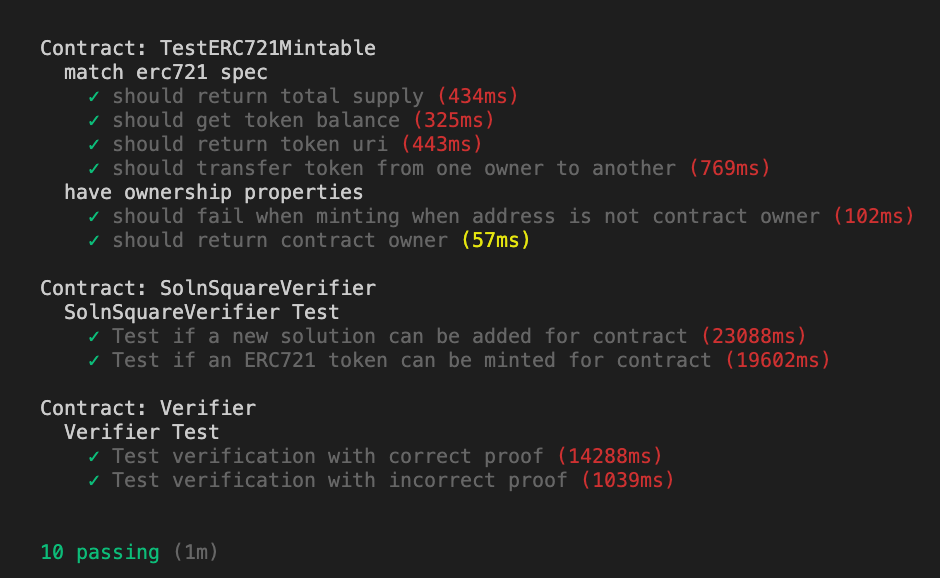 Contract: TestERC721Mintable
match erc721 spec
✓ should return total supply (434ms)
✓ should get token balance (325ms)
✓ should return token uri (443ms)
✓ should transfer token from one owner to another (769ms)
have ownership properties
✓ should fail when minting when address is not contract owner (102ms)
✓ should return contract owner (57ms)
Contract: SolnSquareVerifier
SolnSquareVerifier Test
✓ Test if a new solution can be added for contract (23088ms)
✓ Test if an ERC721 token can be minted for contract (19602ms)
Contract: Verifier
Verifier Test
✓ Test verification with correct proof (14288ms)
✓ Test verification with incorrect proof (1039ms)
10 passing (1m)